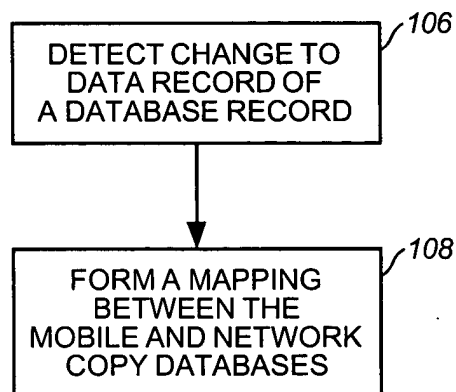 106
DETECT CHANGE TO
DATA RECORD OF
A DATABASE RECORD
108
FORM A MAPPING
BETWEEN THE
MOBILE AND NETWORK
COPY DATABASES